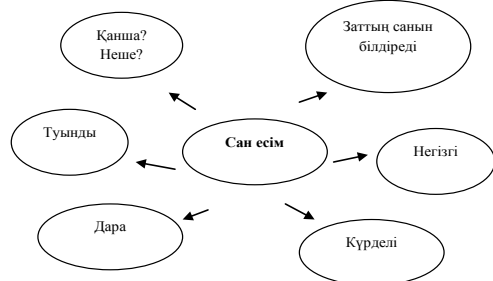 Қанша?
Неше?
Заттың санын
білдіреді
Туынды
Сан есім
Негізгі
Дара
Күрделі